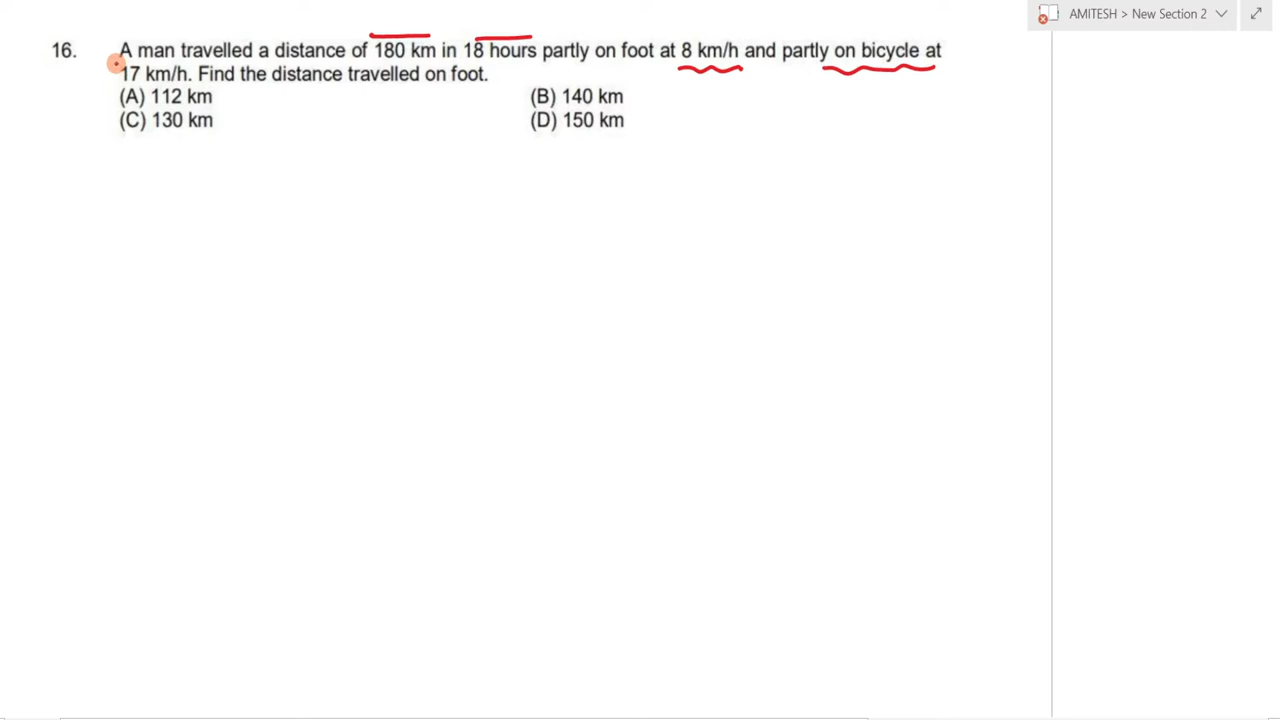 AMITESH > New Section 2
16. A man travelled a distance of 180 km in 18 hours partly on foot at 8 km/h and partly on bicycle at
17 km/h. Find the distance travelled on foot.
(A) 112 km (B) 140 km
(C) 130 km (D) 150 km